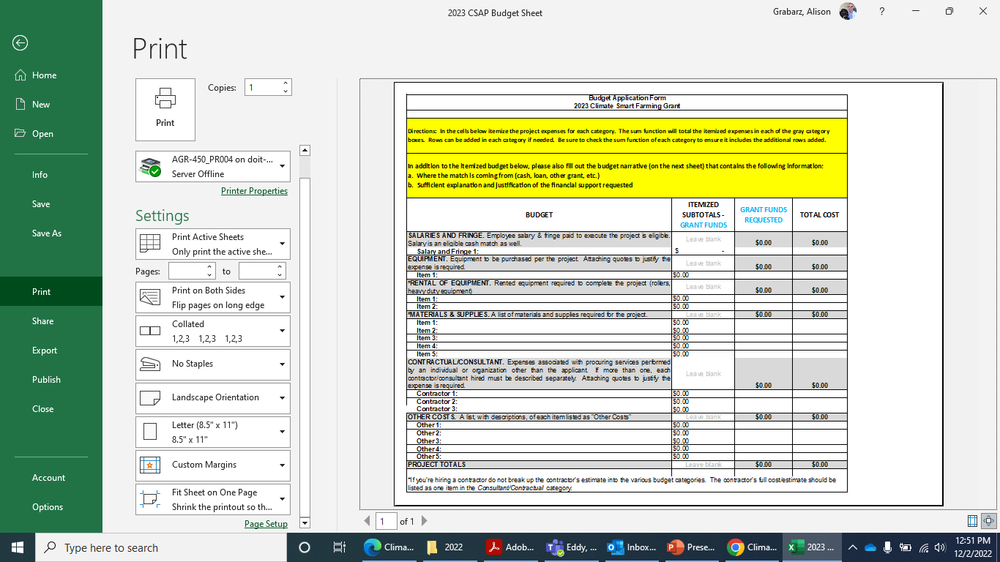 2023 CSAP Budget Sheet
Grabarz, Alison
?
Print
Home
New
Open
Info
Save
Save As
Print
Share
Export
Publish
Close
Account
Options
Print
Copies: 1
AGR-450_PR004 on doit-...
Server Offline
Printer Properties
Settings
Print Active Sheets
Only print the active she...
Pages: to
Print on Both Sides
Flip pages on long edge
Collated
1,2,3 1,2,3 1,2,3
No Staples
Landscape Orientation
Letter (8.5" x 11")
8.5" x 11"
Custom Margins
Fit Sheet on One Page
Shrink the printout so th...
Page Setup
Budget Application Form
2023 Climate Smart Farming Grant
Directions: In the cells below itemize the project expenses for each category. The sum function will total the itemized expenses in each of the gray category
boxes. Rows can be added in each category if needed. Be sure to check the sum function of each category to ensure it includes the additional rows added.
In addition to the itemized budget below, please also fill out the budget narrative (on the next sheet) that contains the following information:
a. Where the match is coming from (cash, loan, other grant, etc.)
b. Sufficient explanation and justification of the financial support requested
BUDGET
ITEMIZED
SUBTOTALS -
GRANT FUNDS
GRANT FUNDS
REQUESTED
TOTAL COST
SALARIES AND FRINGE. Employee salary & fringe paid to execute the project is eligible.
Salary is an eligible cash match as well.
Leave blank $0.00 $0.00
Salary and Fringe 1: $ -
EQUIPMENT. Equipment to be purchased per the project. Attaching quotes to justify the
expense is required.
Leave blank $0.00 $0.00
Item 1: $0.00
*RENTAL OF EQUIPMENT. Rented equipment required to complete the project (rollers,
heavy duty equipment)
Leave blank $0.00 $0.00
Item 1: $0.00
Item 2: $0.00
*MATERIALS & SUPPLIES. A list of materials and supplies required for the project. Leave blank $0.00 $0.00
Item 1: $0.00
Item 2: $0.00
Item 3: $0.00
Item 4: $0.00
Item 5: $0.00
CONTRACTUAL/CONSULTANT. Expenses associated with procuring services performed
by an individual or organization other than the applicant. If more than one, each
contractor/consultant hired must be described separately. Attaching quotes to justify the
expense is required.
Leave blank $0.00 $0.00
Contractor 1: $0.00
Contractor 2: $0.00
Contractor 3: $0.00
OTHER COSTS. A list, with descriptions, of each item listed as "Other Costs" Leave blank $0.00 $0.00
Other 1: $0.00
Other 2: $0.00
Other 3: $0.00
Other 4: $0.00
Other 5: $0.00
PROJECT TOTALS Leave blank $0.00 $0.00
*If you're hiring a contractor do not break up the contractor's estimate into the various budget categories. The contractor's full cost/estimate should be
listed as one item in the Consultant/Contractual category.
1 of 1
Type here to search
Clima...
2022
Adob...
Eddy, ...
Inbox...
Prese...
Clima...
2023 ...
12:51 PM
12/2/2022